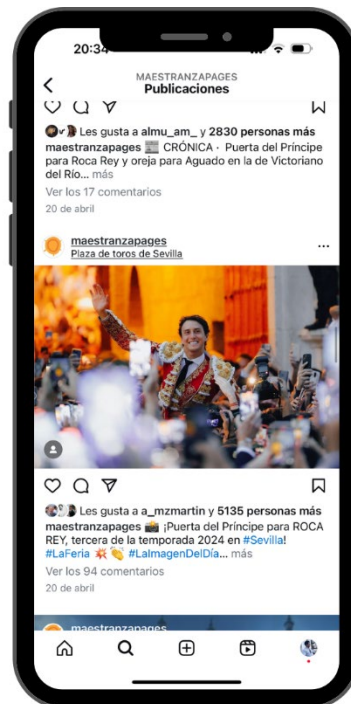 20:34
MAESTRANZAPAGES
Publicaciones
Les gusta a almu_am_ y 2830 personas más
maestranzapages 📰 CRÓNICA · Puerta del Príncipe
para Roca Rey y oreja para Aguado en la de Victoriano
del Río... más
Ver los 17 comentarios
20 de abril
maestranzapages
Plaza de toros de Sevilla
Les gusta a a_mzmartin y 5135 personas más
maestranzapages 📸 ¡Puerta del Príncipe para ROCA
REY, tercera de la temporada 2024 en #Sevilla!
#LaFeria 💥 👏 #LaImagenDelDía... más
Ver los 94 comentarios
20 de abril
maestranzapages